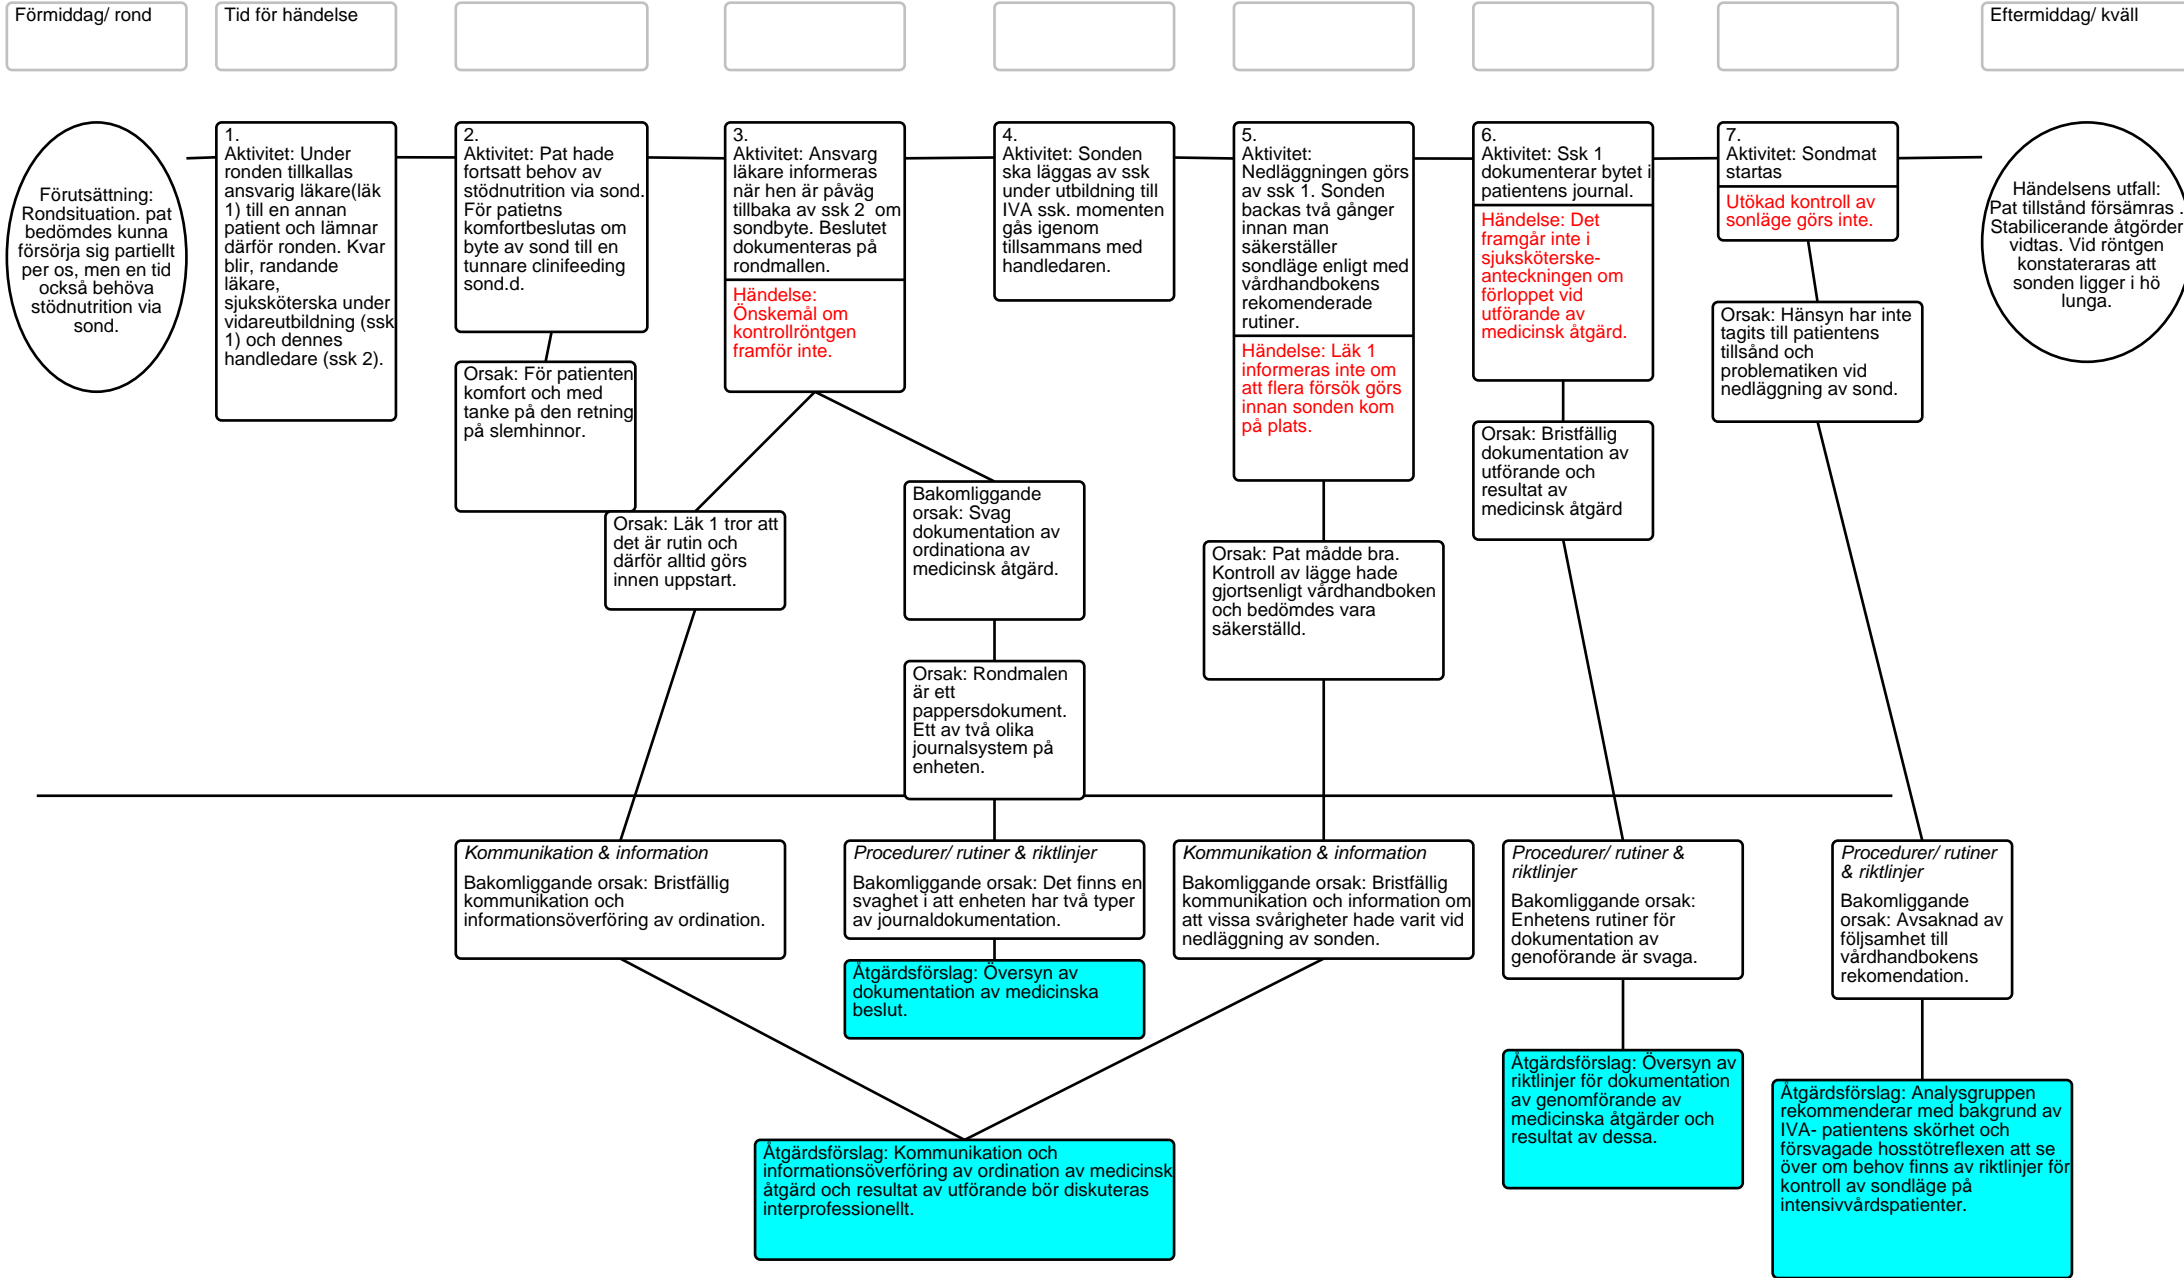 Förmiddag/ rond
Tid för händelse
Eftermiddag/ kväll
Förutsättning:
Rondsituation. pat
bedömdes kunna
försörja sig partiellt
per os, men en tid
också behöva
stödnutrition via
sond.
1.
Aktivitet: Under
ronden tillkallas
ansvarig läkare(läk
1) till en annan
patient och lämnar
därför ronden. Kvar
blir, randande
läkare,
sjuksköterska under
vidareutbildning (ssk
1) och dennes
handledare (ssk 2).
2.
Aktivitet: Pat hade
fortsatt behov av
stödnutrition via sond.
För patietns
komfortbeslutas om
byte av sond till en
tunnare clinifeeding
sond.d.
3.
Aktivitet: Ansvarg
läkare informeras
när hen är påväg
tillbaka av ssk 2  om
sondbyte. Beslutet
dokumenteras på
rondmallen.
Händelse:
Önskemål om
kontrollröntgen
framför inte.
4.
Aktivitet: Sonden
ska läggas av ssk
under utbildning till
IVA ssk. momenten
gås igenom
tillsammans med
handledaren.
5.
Aktivitet:
Nedläggningen görs
av ssk 1. Sonden
backas två gånger
innan man
säkerställer
sondläge enligt med
vårdhandbokens
rekomenderade
rutiner.
Händelse: Läk 1
informeras inte om
att flera försök görs
innan sonden kom
på plats.
6.
Aktivitet: Ssk 1
dokumenterar bytet i
patientens journal.
Händelse: Det
framgår inte i
sjuksköterske-
anteckningen om
förloppet vid
utförande av
medicinsk åtgärd.
7.
Aktivitet: Sondmat
startas
Utökad kontroll av
sonläge görs inte.
Händelsens utfall:
Pat tillstånd försämras .
Stabilicerande åtgörder
vidtas. Vid röntgen
konstateraras att
sonden ligger i hö
lunga.
Orsak: För patienten
komfort och med
tanke på den retning
på slemhinnor.
Orsak: Läk 1 tror att
det är rutin och
därför alltid görs
innen uppstart.
Bakomliggande
orsak: Svag
dokumentation av
ordinationa av
medicinsk åtgärd.
Orsak: Rondmalen
är ett
pappersdokument.
Ett av två olika
journalsystem på
enheten.
Orsak: Pat mådde bra.
Kontroll av lägge hade
gjortsenligt vårdhandboken
och bedömdes vara
säkerställd.
Orsak: Bristfällig
dokumentation av
utförande och
resultat av
medicinsk åtgärd
Orsak: Hänsyn har inte
tagits till patientens
tillsånd och
problematiken vid
nedläggning av sond.
Kommunikation & information
Bakomliggande orsak: Bristfällig
kommunikation och
informationsöverföring av ordination.
Procedurer/ rutiner & riktlinjer
Bakomliggande orsak: Det finns en
svaghet i att enheten har två typer
av journaldokumentation.
Kommunikation & information
Bakomliggande orsak: Bristfällig
kommunikation och information om
att vissa svårigheter hade varit vid
nedläggning av sonden.
Procedurer/ rutiner &
riktlinjer
Bakomliggande orsak:
Enhetens rutiner för
dokumentation av
genoförande är svaga.
Procedurer/ rutiner
& riktlinjer
Bakomliggande
orsak: Avsaknad av
följsamhet till
vårdhandbokens
rekomendation.
Åtgärdsförslag: Översyn av
dokumentation av medicinska
beslut.
Åtgärdsförslag: Kommunikation och
informationsöverföring av ordination av medicinsk
åtgärd och resultat av utförande bör diskuteras
interprofessionellt.
Åtgärdsförslag: Översyn av
riktlinjer för dokumentation
av genomförande av
medicinska åtgärder och
resultat av dessa.
Åtgärdsförslag: Analysgruppen
rekommenderar med bakgrund av
IVA- patientens skörhet och
försvagade hosstötreflexen att se
över om behov finns av riktlinjer för
kontroll av sondläge på
intensivvårdspatienter.